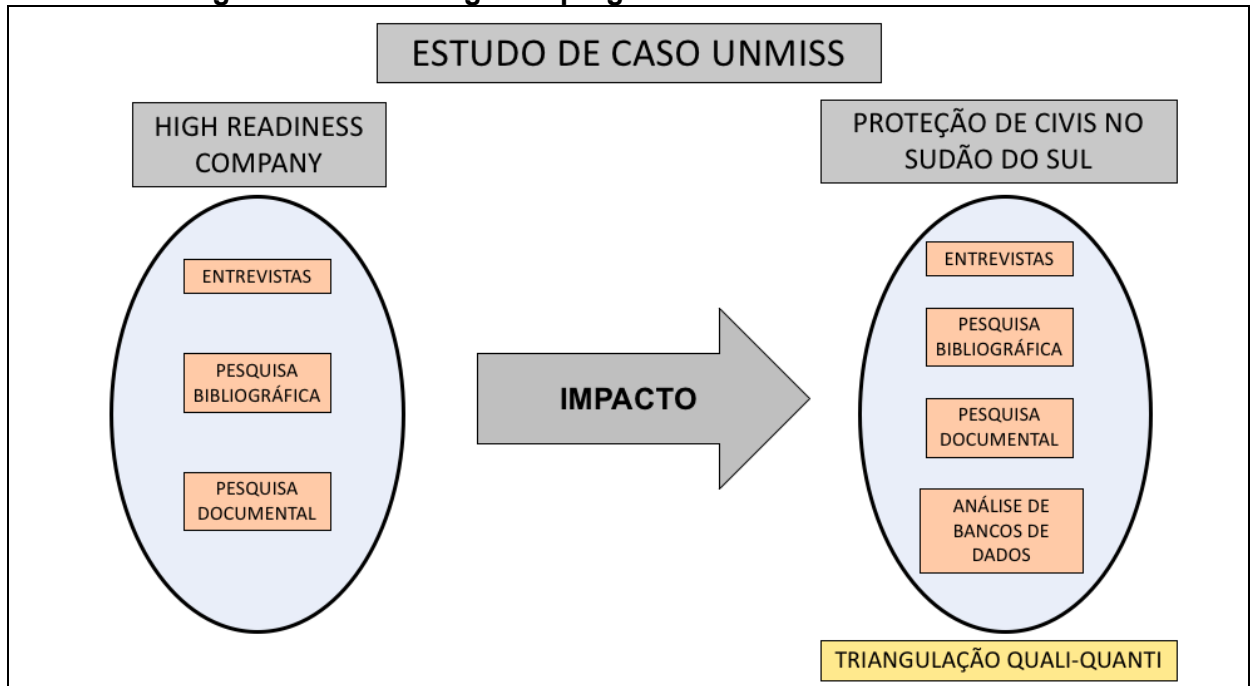 ESTUDO DE CASO UNMISS
HIGH READINESS
COMPANY
ENTREVISTAS
PESQUISA
BIBLIOGRÁFICA
PESQUISA
DOCUMENTAL
IMPACTO
PROTEÇÃO DE CIVIS NO
SUDÃO DO SUL
ENTREVISTAS
PESQUISA
BIBLIOGRÁFICA
PESQUISA
DOCUMENTAL
ANÁLISE DE
BANCOS DE
DADOS
TRIANGULAÇÃO QUALI-QUANTI